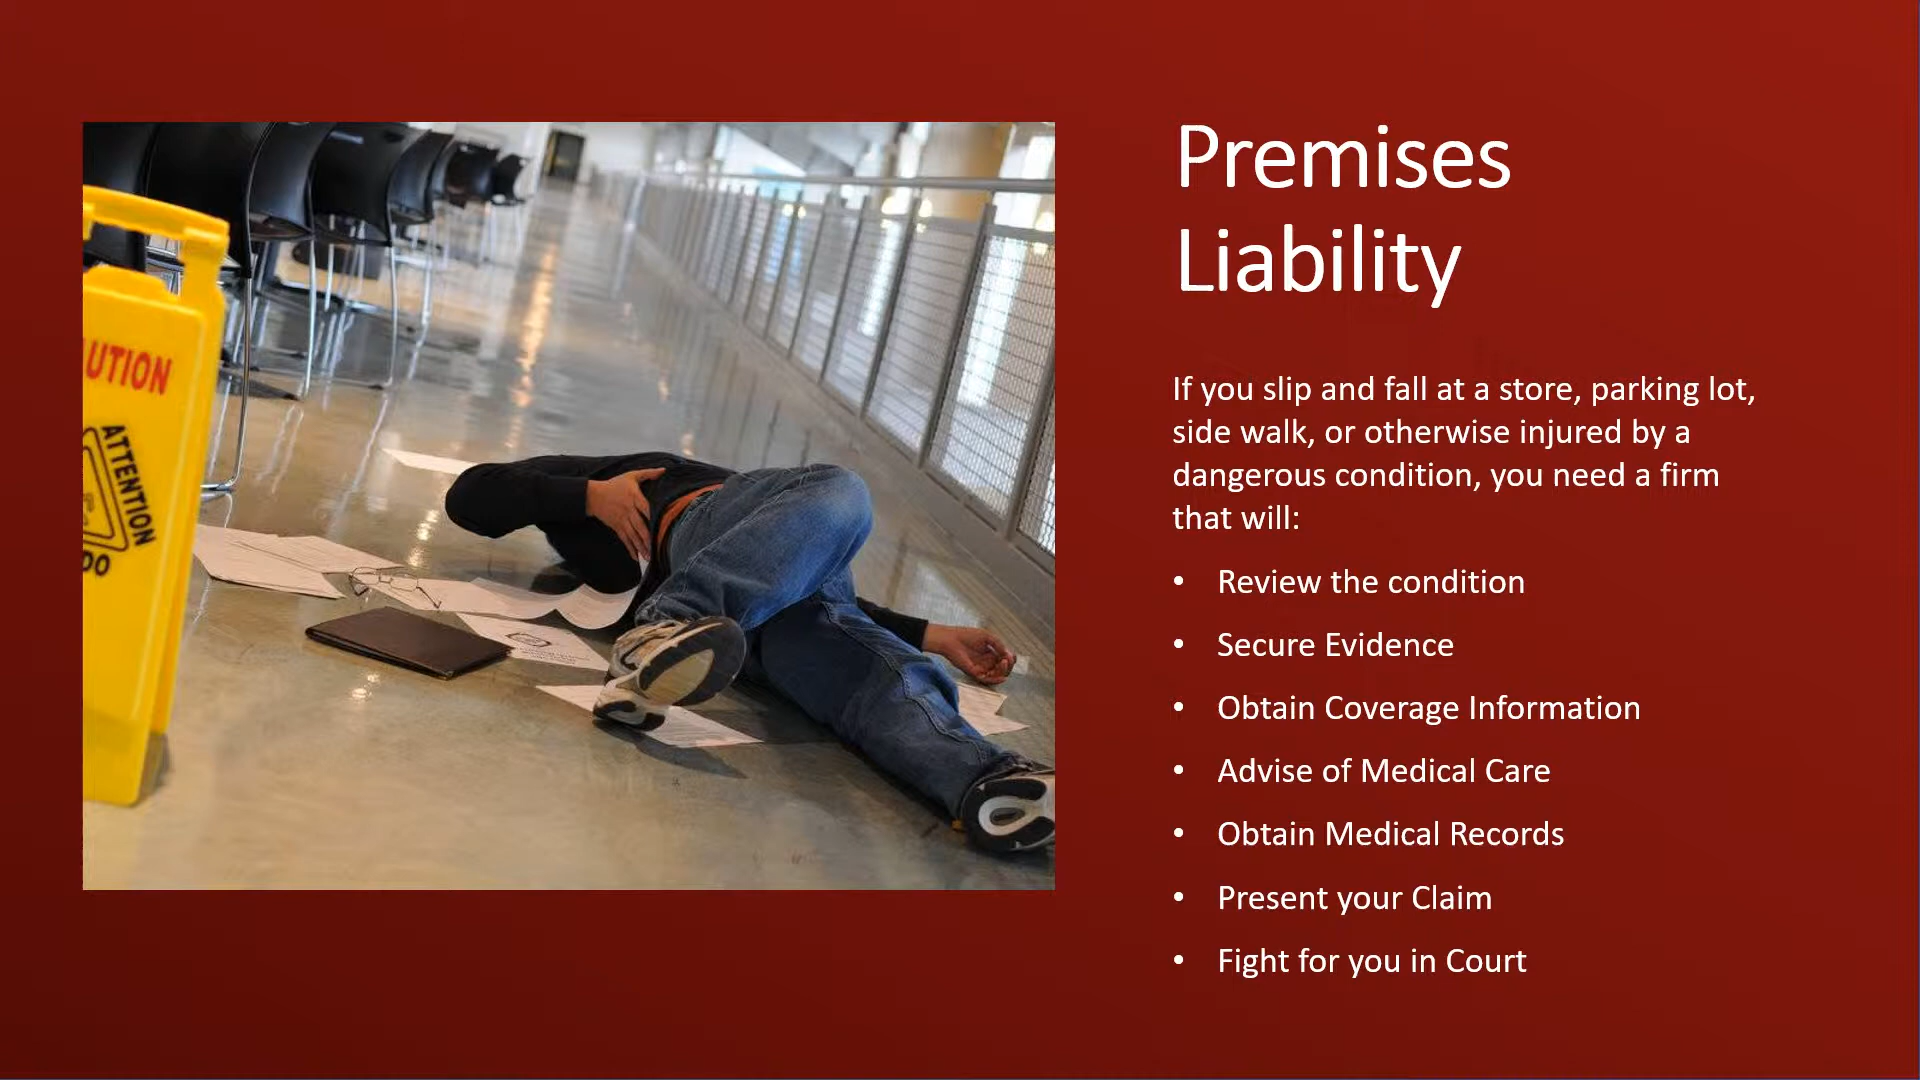 UTION
ATTENTION
DO
Premises
Liability
If you slip and fall at a store, parking lot,
side walk, or otherwise injured by a
dangerous condition, you need a firm
that will:
• Review the condition
• Secure Evidence
• Obtain Coverage Information
• Advise of Medical Care
• Obtain Medical Records
• Present your Claim
• Fight for you in Court